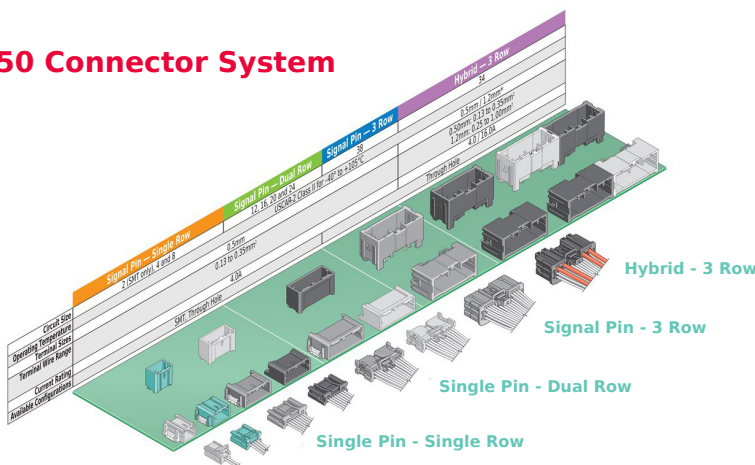 50 Connector System
Signal Pin — Single Row
Signal Pin — Dual Row
Signal Pin — 3 Row
Hybrid — 3 Row
Circuit Size
2 (SMT only), 4 and 8
12, 16, 20 and 24
38
34
Operating Temperature
USCAR-2 Class II for -40° to +105°C
Terminal Sizes
0.5mm
0.5mm / 1.2mm
Terminal Wire Range
0.13 to 0.35mm²
0.50mm: 0.13 to 0.35mm²
1.2mm: 0.25 to 1.00mm²
Current Rating
4.0A
4.0 / 16.0A
Available Configurations
SMT, Through Hole
Through Hole
Hybrid - 3 Row
Signal Pin - 3 Row
Single Pin - Dual Row
Single Pin - Single Row